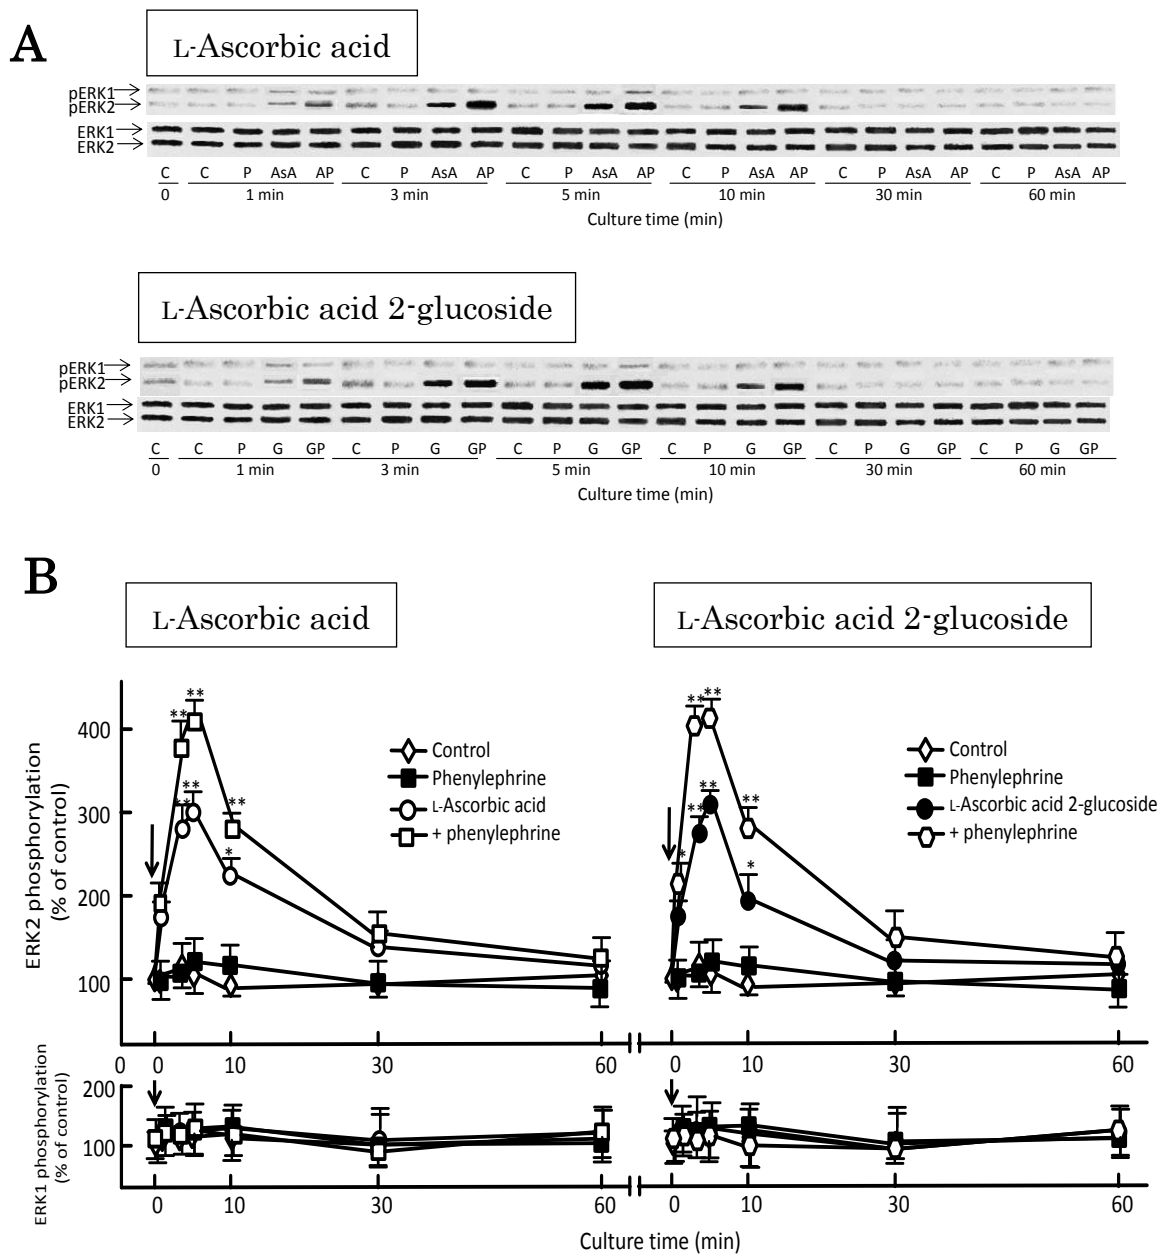 A
L-Ascorbic acid
pERK1
pERK2
ERK1
ERK2
C C P AsA AP C P AsA AP C P AsA AP C P AsA AP C P AsA AP C P AsA AP
0 1 min 3 min 5 min 10 min 30 min 60 min
Culture time (min)
L-Ascorbic acid 2-glucoside
pERK1
pERK2
ERK1
ERK2
C C P G GP C P G GP C P G GP C P G GP C P G GP C P G GP
0 1 min 3 min 5 min 10 min 30 min 60 min
Culture time (min)
B
L-Ascorbic acid
L-Ascorbic acid 2-glucoside
ERK2 phosphorylation
(% of control)
400
300
200
100
** **
** **
**
*
Control
Phenylephrine
L-Ascorbic acid
+ phenylephrine
** **
** **
**
*
*
Control
Phenylephrine
L-Ascorbic acid 2-glucoside
+ phenylephrine
0 0 10 30 60 0 10 30 60
ERK1 phosphorylation
(% of control)
200
100
0 10 30 60 0 10 30 60
Culture time (min)